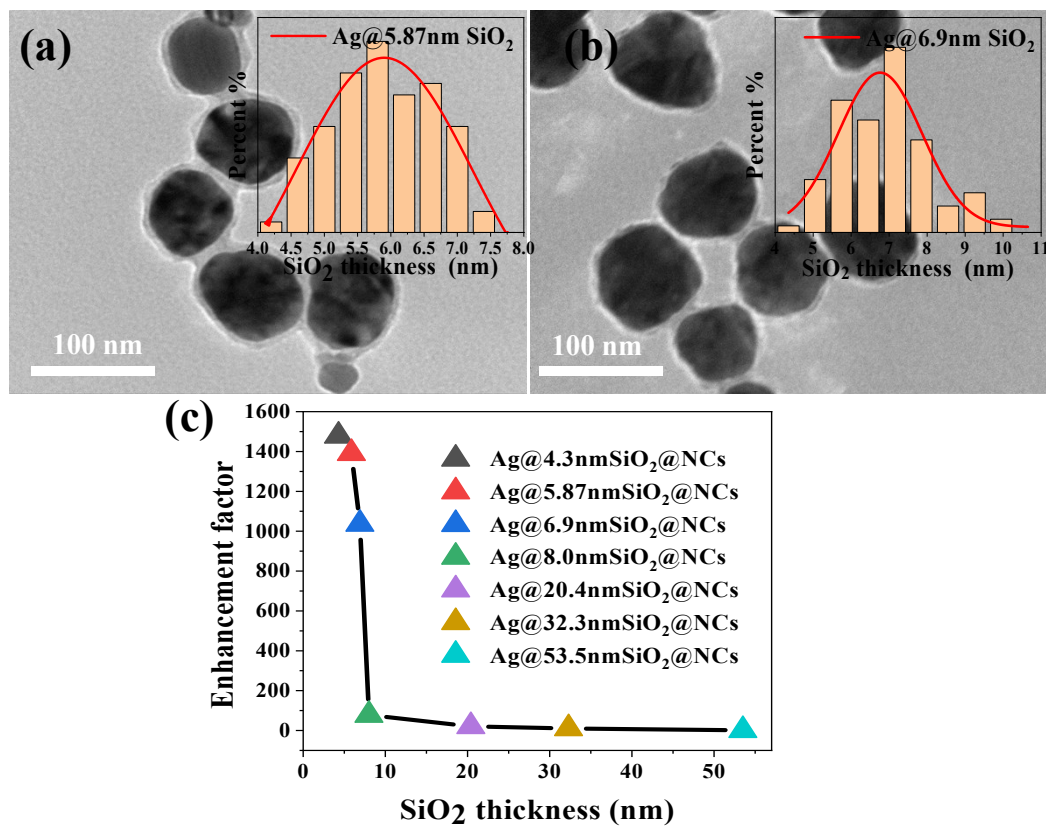 (a)
Ag@5.87nm SiO₂
Percent %
4.0 4.5 5.0 5.5 6.0 6.5 7.0 7.5 8.0
SiO₂ thickness (nm)
100 nm
(b)
Ag@6.9nm SiO₂
Percent %
4 5 6 7 8 9 10 11
SiO₂ thickness (nm)
100 nm
(c)
Enhancement factor
1600
1400
1200
1000
800
600
400
200
0
Ag@4.3nmSiO₂@NCs
Ag@5.87nmSiO₂@NCs
Ag@6.9nmSiO₂@NCs
Ag@8.0nmSiO₂@NCs
Ag@20.4nmSiO₂@NCs
Ag@32.3nmSiO₂@NCs
Ag@53.5nmSiO₂@NCs
0 10 20 30 40 50
SiO₂ thickness (nm)